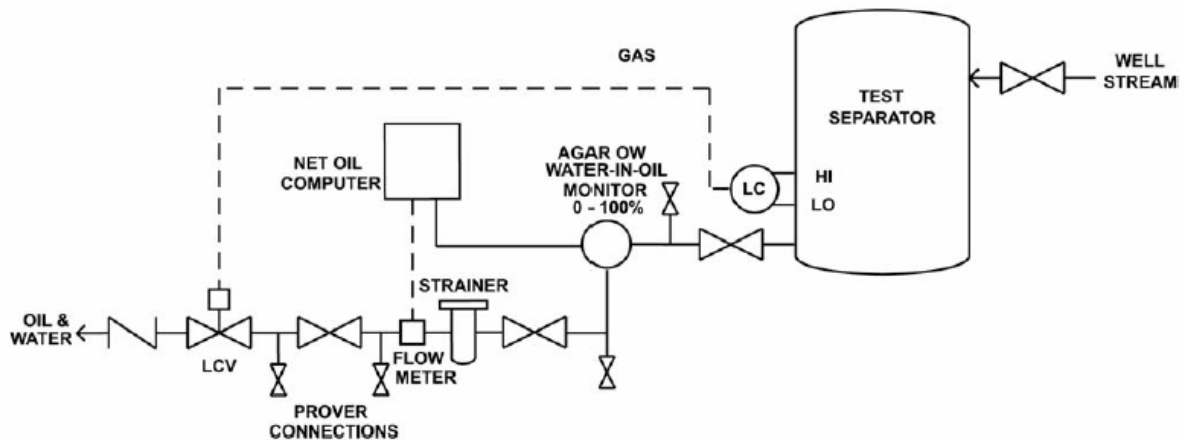 GAS
WELL
STREAM
TEST
SEPARATOR
NET OIL
COMPUTER
AGAR OW
WATER-IN-OIL
MONITOR
0 – 100%
LC
HI
LO
STRAINER
OIL &
WATER
LCV
FLOW
METER
PROVER
CONNECTIONS